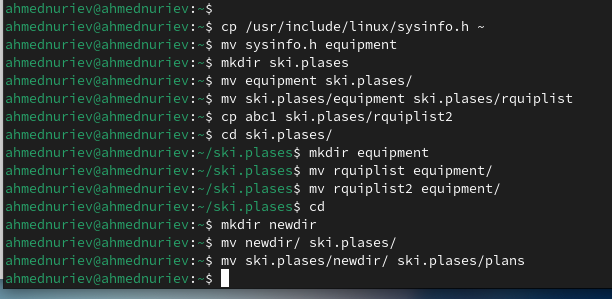 ahmednuriev@ahmednuriev:~$
ahmednuriev@ahmednuriev:~$ cp /usr/include/linux/sysinfo.h ~
ahmednuriev@ahmednuriev:~$ mv sysinfo.h equipment
ahmednuriev@ahmednuriev:~$ mkdir ski.plases
ahmednuriev@ahmednuriev:~$ mv equipment ski.plases/
ahmednuriev@ahmednuriev:~$ mv ski.plases/equipment ski.plases/rquiplist
ahmednuriev@ahmednuriev:~$ cp abc1 ski.plases/rquiplist2
ahmednuriev@ahmednuriev:~$ cd ski.plases/
ahmednuriev@ahmednuriev:~/ski.plases$ mkdir equipment
ahmednuriev@ahmednuriev:~/ski.plases$ mv rquiplist equipment/
ahmednuriev@ahmednuriev:~/ski.plases$ mv rquiplist2 equipment/
ahmednuriev@ahmednuriev:~/ski.plases$ cd
ahmednuriev@ahmednuriev:~$ mkdir newdir
ahmednuriev@ahmednuriev:~$ mv newdir/ ski.plases/
ahmednuriev@ahmednuriev:~$ mv ski.plases/newdir/ ski.plases/plans
ahmednuriev@ahmednuriev:~$